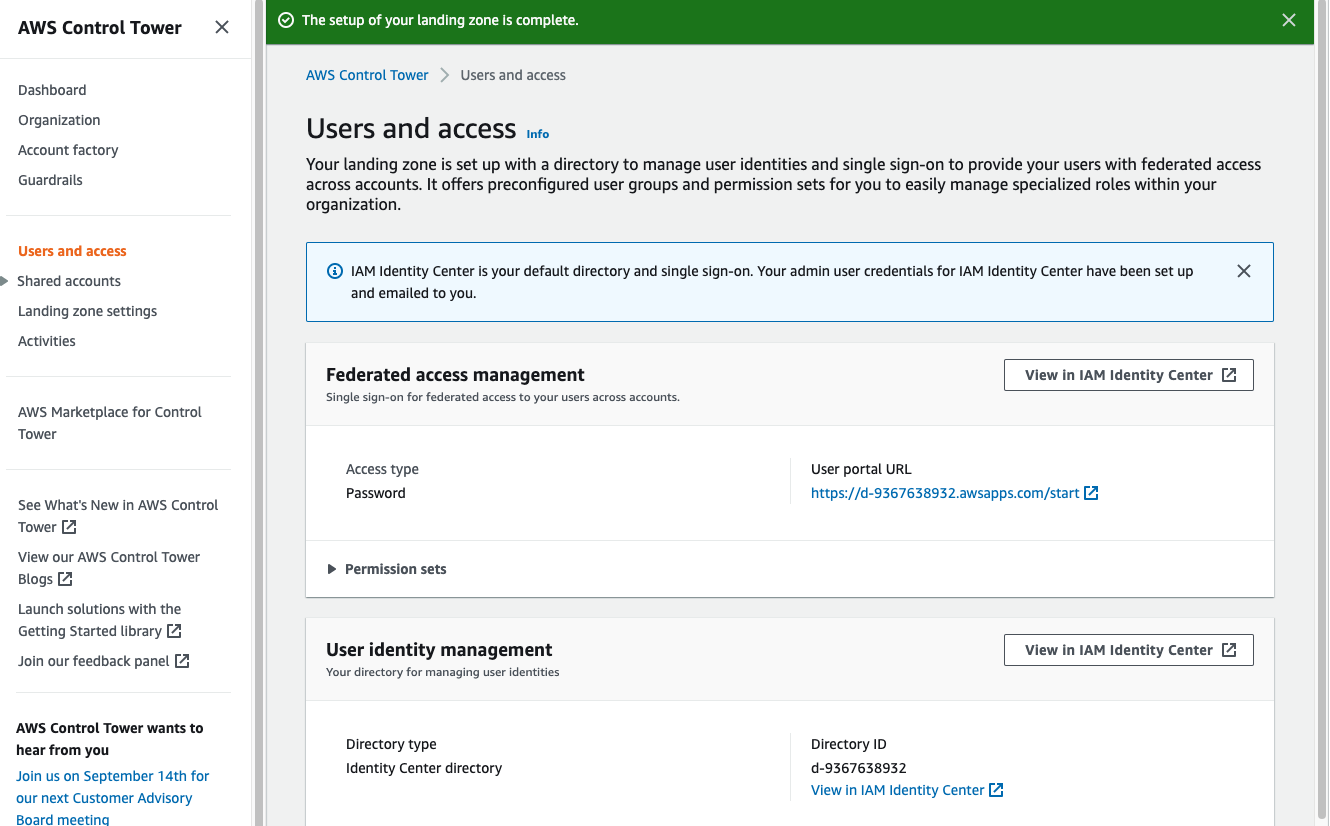 AWS Control Tower
Dashboard
Organization
Account factory
Guardrails
Users and access
Shared accounts
Landing zone settings
Activities
AWS Marketplace for Control
Tower
See What's New in AWS Control
Tower
View our AWS Control Tower
Blogs
Launch solutions with the
Getting Started library
Join our feedback panel
AWS Control Tower wants to
hear from you
Join us on September 14th for
our next Customer Advisory
Board meeting
The setup of your landing zone is complete.
AWS Control Tower > Users and access
Users and access Info
Your landing zone is set up with a directory to manage user identities and single sign-on to provide your users with federated access
across accounts. It offers preconfigured user groups and permission sets for you to easily manage specialized roles within your
organization.
IAM Identity Center is your default directory and single sign-on. Your admin user credentials for IAM Identity Center have been set up
and emailed to you.
Federated access management
Single sign-on for federated access to your users across accounts.
View in IAM Identity Center
Access type
Password
User portal URL
https://d-9367638932.awsapps.com/start
Permission sets
User identity management
Your directory for managing user identities
View in IAM Identity Center
Directory type
Identity Center directory
Directory ID
d-9367638932
View in IAM Identity Center